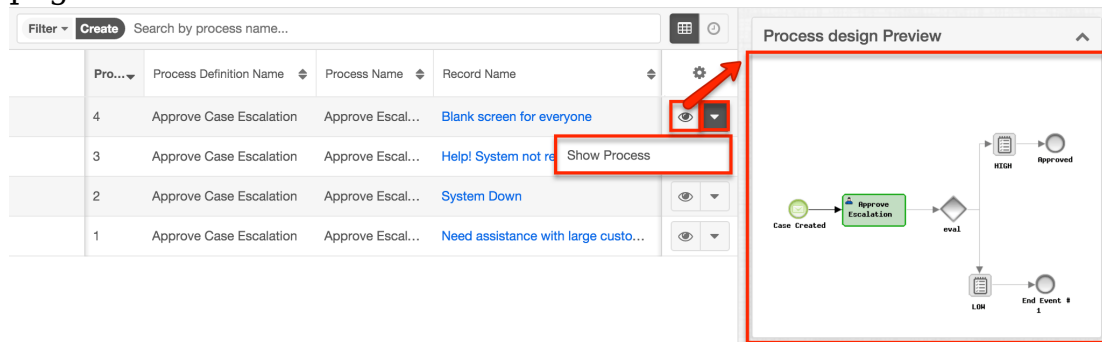 Filter Create Search by process name...
Process design Preview
Pro... Process Definition Name Process Name Record Name
4 Approve Case Escalation Approve Escal... Blank screen for everyone
3 Approve Case Escalation Approve Escal... Help! System not re
Show Process
2 Approve Case Escalation Approve Escal... System Down
1 Approve Case Escalation Approve Escal... Need assistance with large custo...
HIGH
Approved
Approve
Escalation
Case Created
eval
LOW
End Event #
1